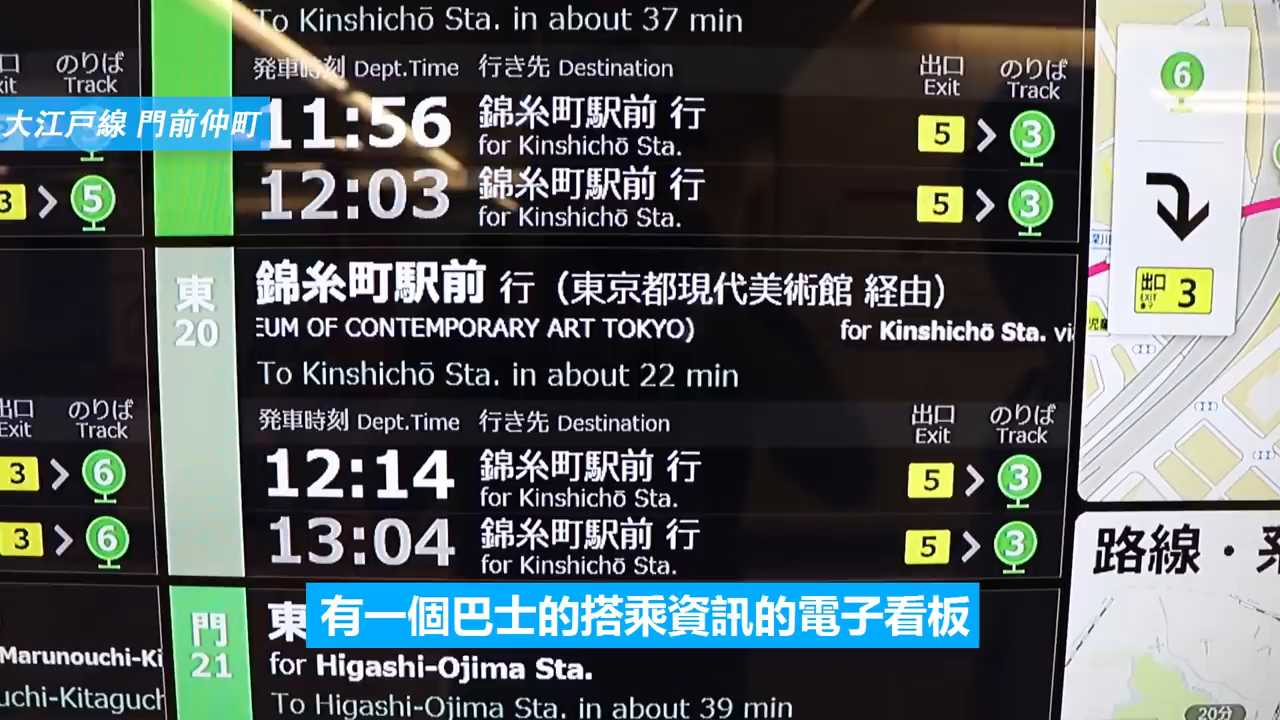 To Kinshichō Sta. in about 37 min
発車時刻 Dept.Time 行き先 Destination 出口 Exit のりば Track
11:56 錦糸町駅前 行 for Kinshichō Sta. 5 > 3
12:03 錦糸町駅前 行 for Kinshichō Sta. 5 > 3
大江戸線 門前仲町
出口 Exit のりば Track
3 > 5
東 20
錦糸町駅前 行（東京都現代美術館 経由）
EUM OF CONTEMPORARY ART TOKYO) for Kinshichō Sta. via
To Kinshichō Sta. in about 22 min
発車時刻 Dept.Time 行き先 Destination 出口 Exit のりば Track
12:14 錦糸町駅前 行 for Kinshichō Sta. 5 > 3
13:04 錦糸町駅前 行 for Kinshichō Sta. 5 > 3
出口 Exit のりば Track
3 > 6
3 > 6
門 21
東
for Higashi-Ojima Sta.
To Higashi-Ojima Sta. in about 39 min
Marunouchi-Ki
uchi-Kitaguch
6
出口 EXIT 3
路線・系
20分
有一個巴士的搭乘資訊的電子看板